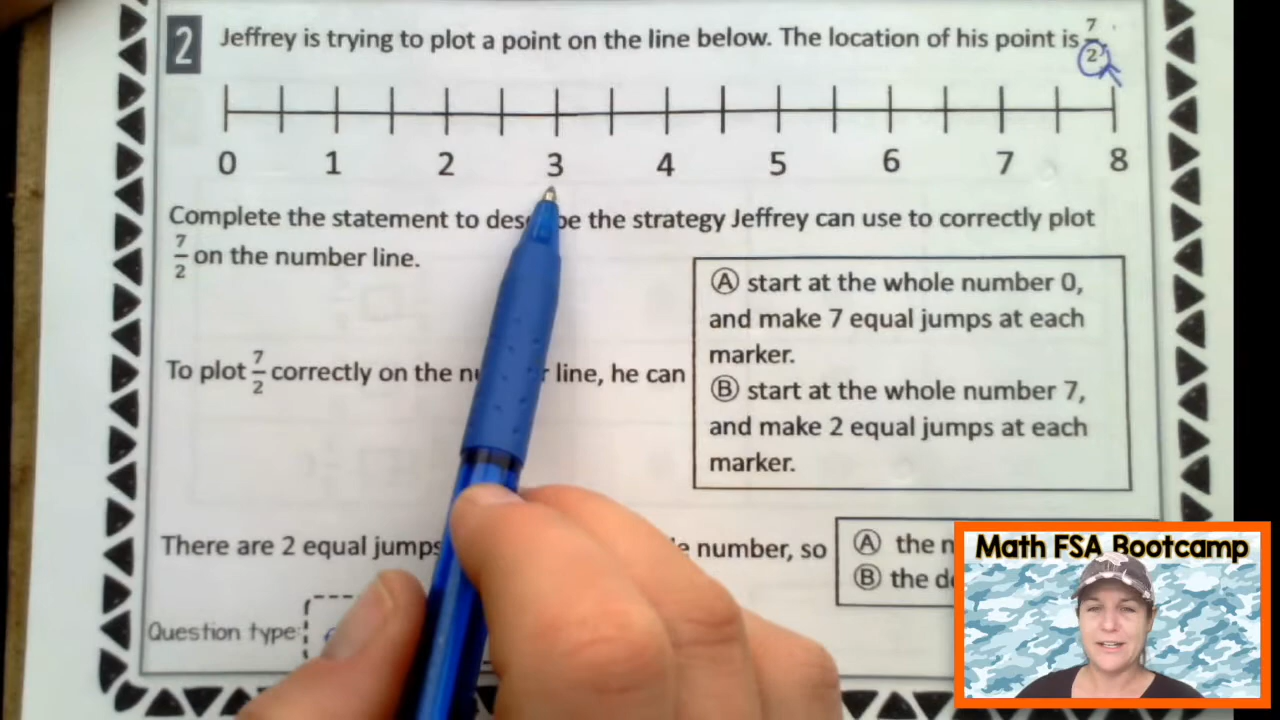 2 Jeffrey is trying to plot a point on the line below. The location of his point is 7/2.
0 1 2 3 4 5 6 7 8
Complete the statement to the strategy Jeffrey can use to correctly plot
7/2 on the number line.
To plot 7/2 correctly on the line, he can
Ⓐ start at the whole number 0,
and make 7 equal jumps at each
marker.
Ⓑ start at the whole number 7,
and make 2 equal jumps at each
marker.
There are 2 equal jumps number, so
Ⓐ the
Ⓑ the
Question type:
Math FSA Bootcamp